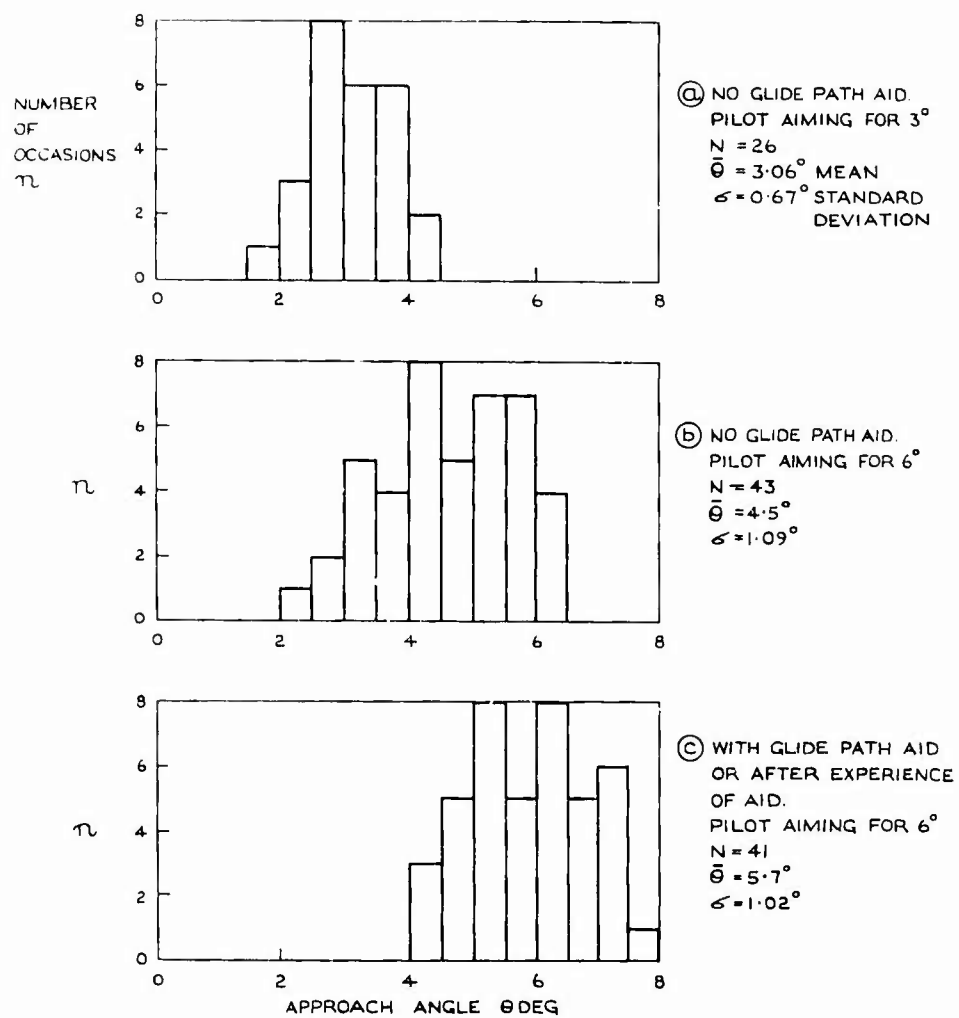 NUMBER
OF
OCCASIONS
n
8
6
4
2
0
0 2 4 6 8
ⓐ NO GLIDE PATH AID.
PILOT AIMING FOR 3°
N = 26
θ̄ = 3·06° MEAN
σ = 0·67° STANDARD
DEVIATION
n
8
6
4
2
0
0 2 4 6 8
ⓑ NO GLIDE PATH AID.
PILOT AIMING FOR 6°
N = 43
θ̄ = 4·5°
σ = 1·09°
n
8
6
4
2
0
0 2 4 6 8
ⓒ WITH GLIDE PATH AID
OR AFTER EXPERIENCE
OF AID.
PILOT AIMING FOR 6°
N = 41
θ̄ = 5·7°
σ = 1·02°
APPROACH ANGLE θ DEG